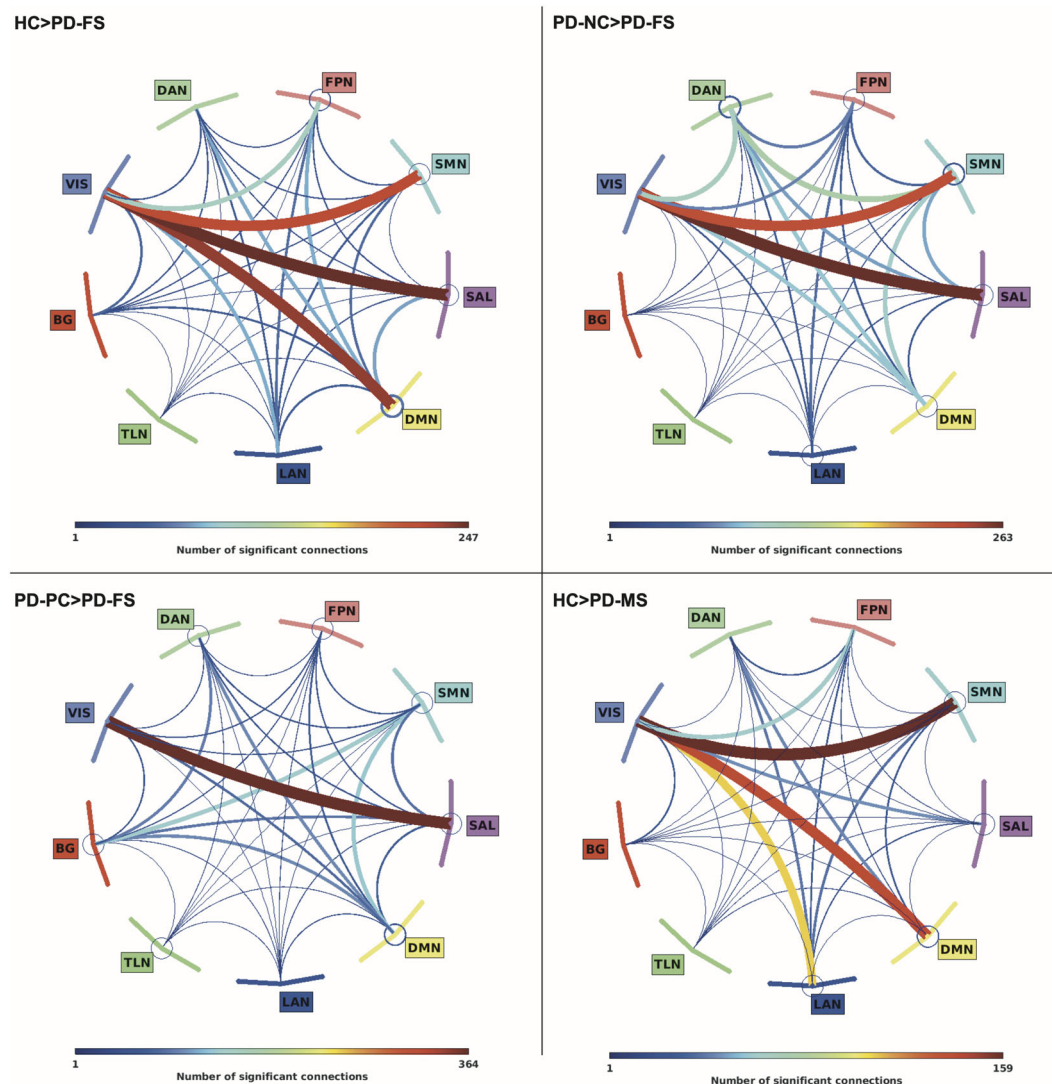 HC>PD-FS
DAN
FPN
SMN
VIS
SAL
BG
DMN
TLN
LAN
1
247
Number of significant connections
PD-NC>PD-FS
DAN
FPN
SMN
VIS
SAL
BG
DMN
TLN
LAN
1
263
Number of significant connections
PD-PC>PD-FS
DAN
FPN
SMN
VIS
SAL
BG
DMN
TLN
LAN
1
364
Number of significant connections
HC>PD-MS
DAN
FPN
SMN
VIS
SAL
BG
DMN
TLN
LAN
1
159
Number of significant connections